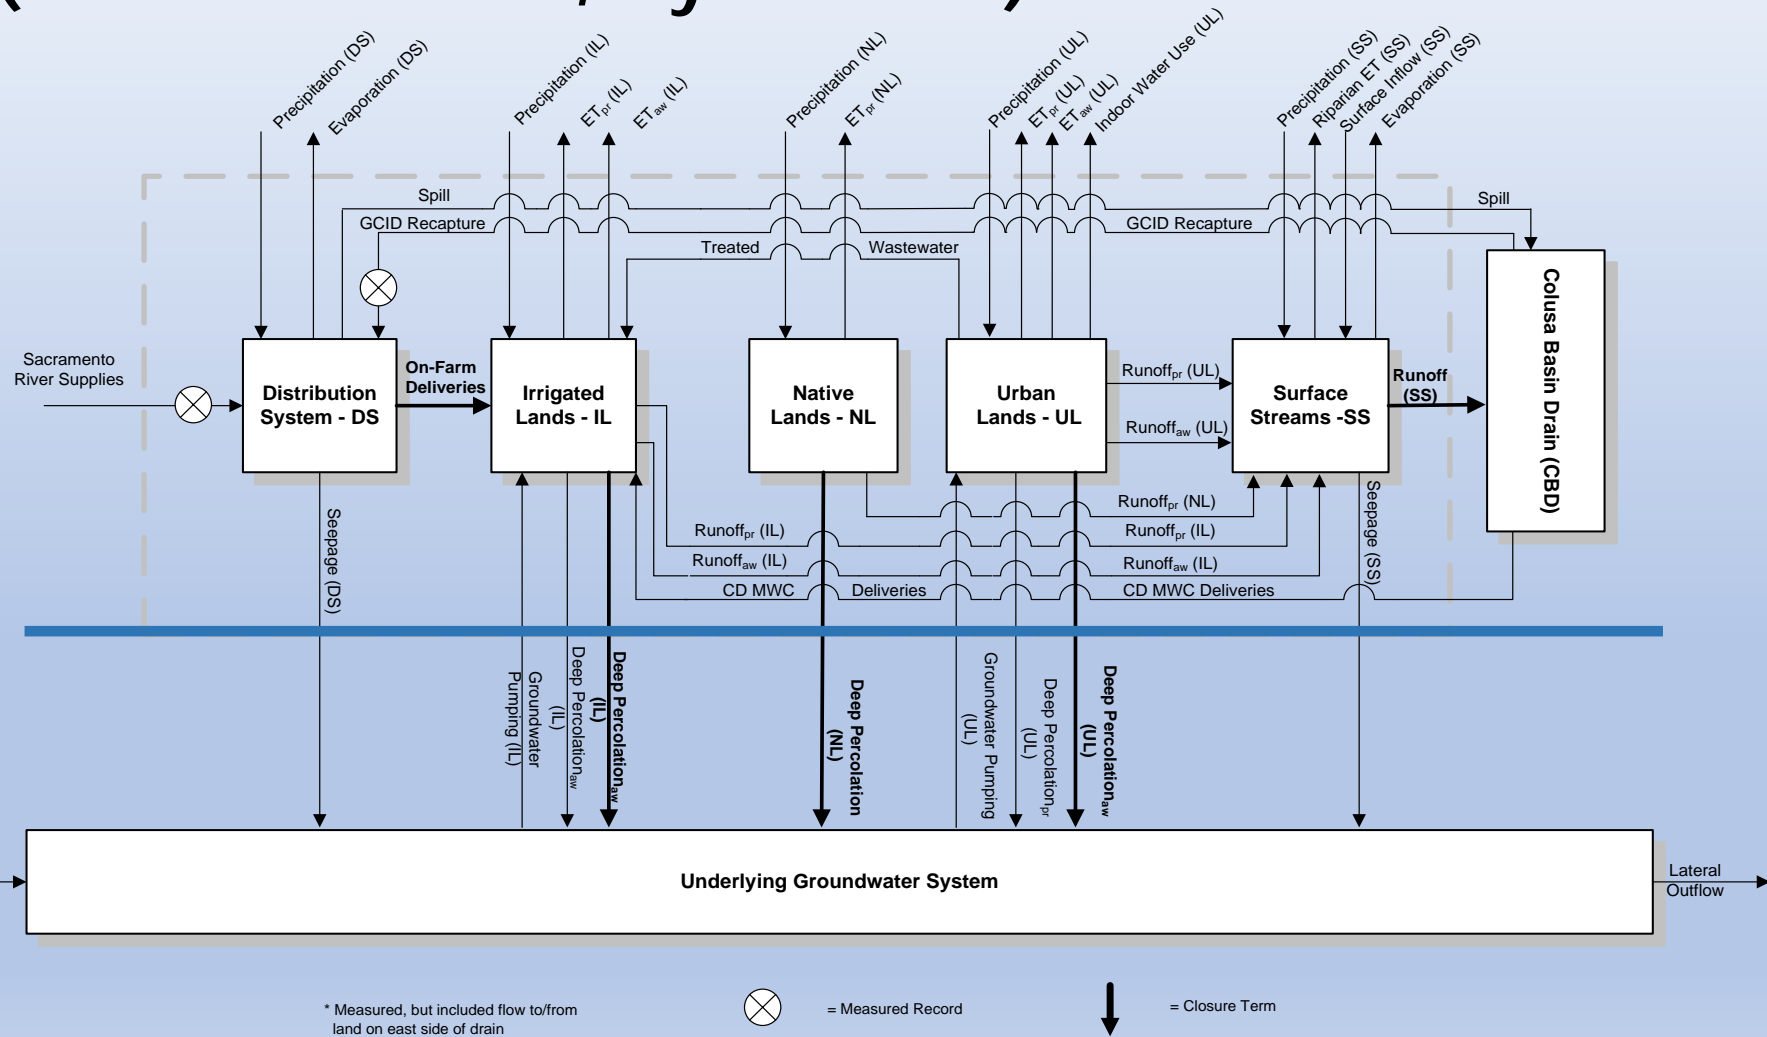 Precipitation (DS)
Evaporation (DS)
Precipitation (IL)
ETpr (IL)
ETaw (IL)
Precipitation (NL)
ETpr (NL)
Precipitation (UL)
ETpr (UL)
ETaw (UL)
Indoor Water Use (UL)
Precipitation (SS)
Riparian ET (SS)
Surface Inflow (SS)
Evaporation (SS)
Spill
Spill
GCID Recapture
GCID Recapture
Treated
Wastewater
Sacramento
River Supplies
Distribution
System - DS
On-Farm
Deliveries
Irrigated
Lands - IL
Native
Lands - NL
Urban
Lands - UL
Runoffpr (UL)
Runoffaw (UL)
Surface
Streams -SS
Runoff
(SS)
Colusa Basin Drain (CBD)
Runoffpr (NL)
Runoffpr (IL)
Runoffpr (IL)
Runoffaw (IL)
Runoffaw (IL)
CD MWC
Deliveries
CD MWC Deliveries
Seepage (DS)
Seepage (SS)
Groundwater
Pumping (IL)
Deep Percolationaw
(IL)
Deep Percolationaw
(IL)
Deep Percolation
(NL)
Groundwater Pumping
(UL)
Deep Percolationpr
(UL)
Deep Percolationaw
(UL)
Underlying Groundwater System
Lateral
Outflow
* Measured, but included flow to/from
land on east side of drain
= Measured Record
= Closure Term